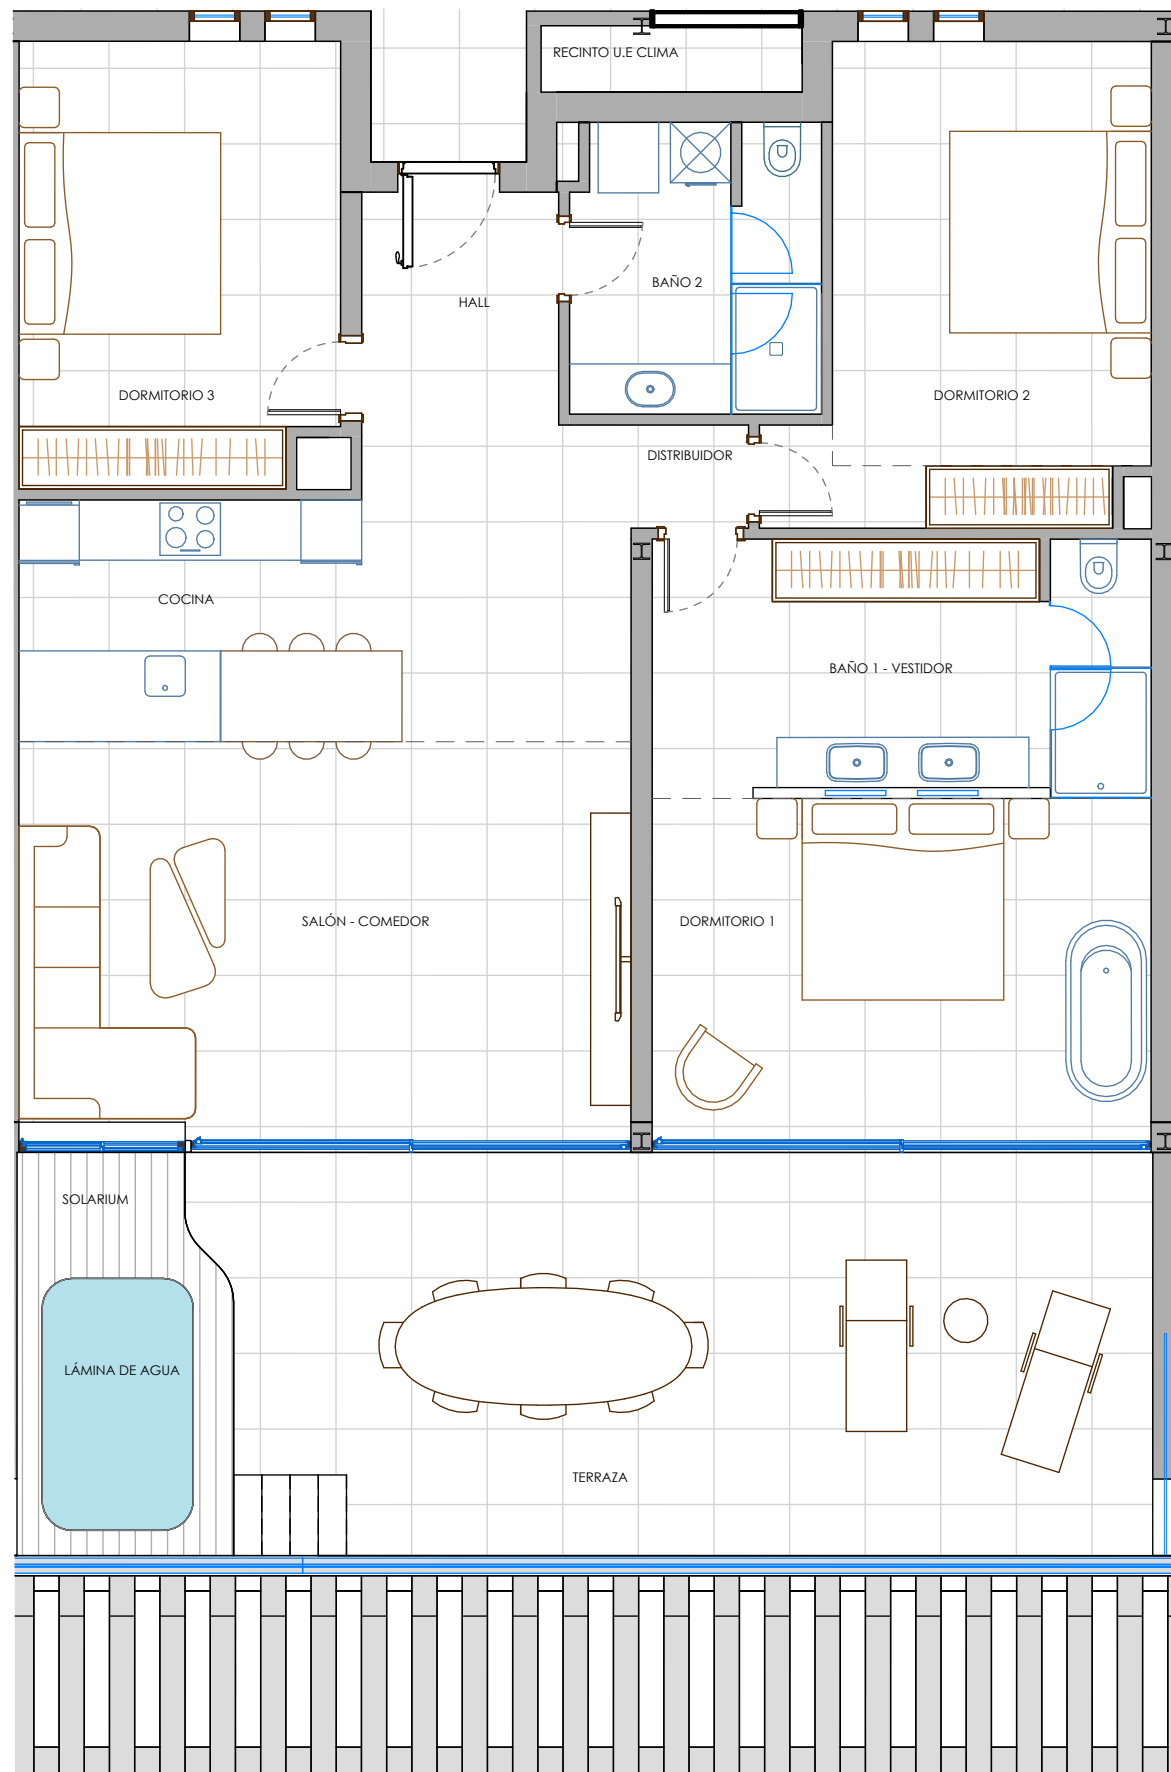 RECINTO U.E CLIMA
BAÑO 2
HALL
DORMITORIO 3
DORMITORIO 2
DISTRIBUIDOR
COCINA
BAÑO 1 - VESTIDOR
SALÓN - COMEDOR
DORMITORIO 1
SOLARIUM
LÁMINA DE AGUA
TERRAZA